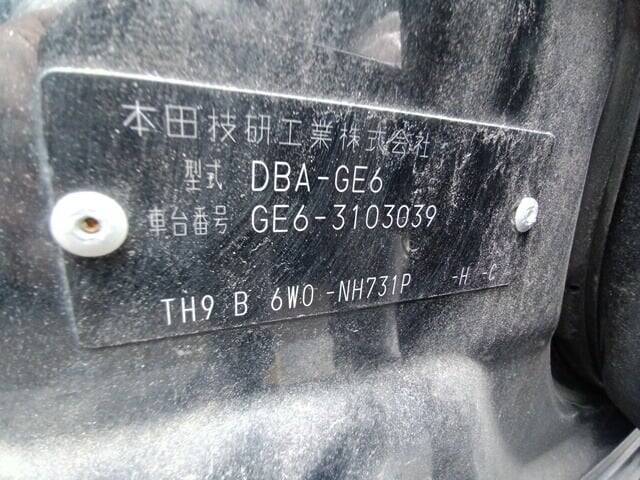 本田技研工業株式会社
型式 DBA-GE6
車台番号 GE6-3103039
TH9 B 6W0 -NH731P -H -C